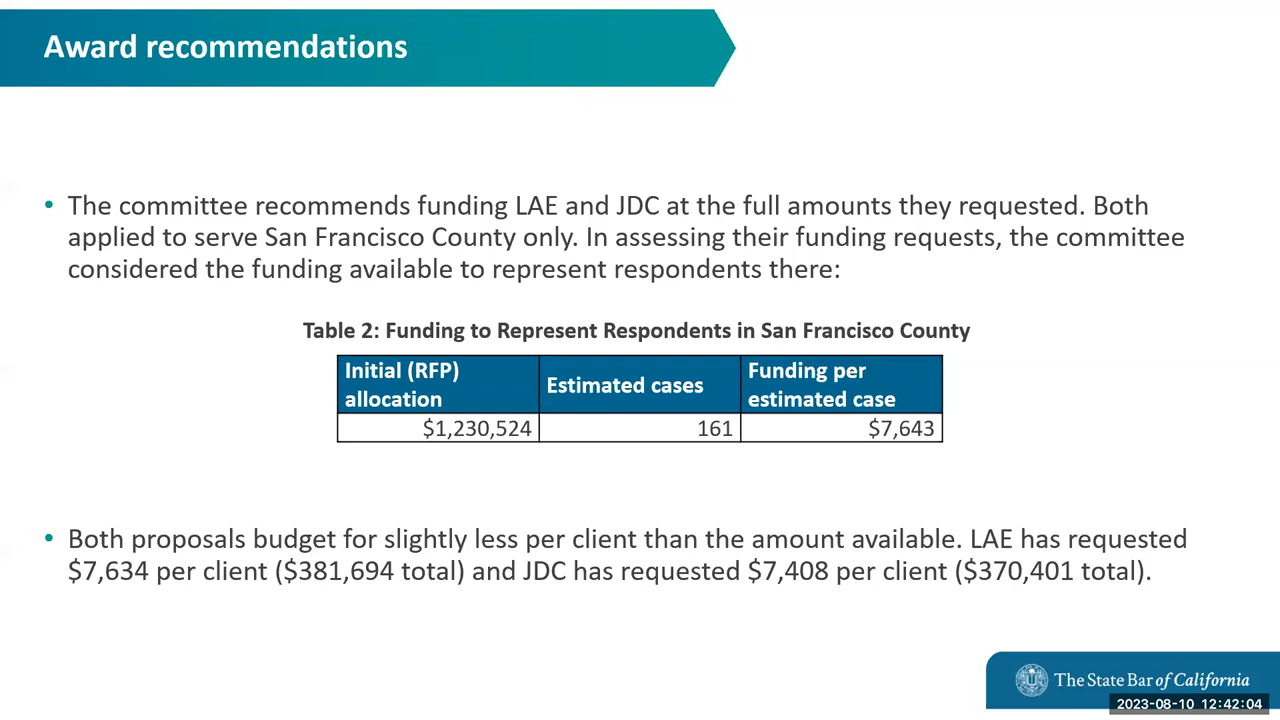 Award recommendations
• The committee recommends funding LAE and JDC at the full amounts they requested. Both
applied to serve San Francisco County only. In assessing their funding requests, the committee
considered the funding available to represent respondents there:
Table 2: Funding to Represent Respondents in San Francisco County
Initial (RFP)
allocation
Estimated cases
Funding per
estimated case
$1,230,524
161
$7,643
• Both proposals budget for slightly less per client than the amount available. LAE has requested
$7,634 per client ($381,694 total) and JDC has requested $7,408 per client ($370,401 total).
The State Bar of California
2023-08-10 12:42:04